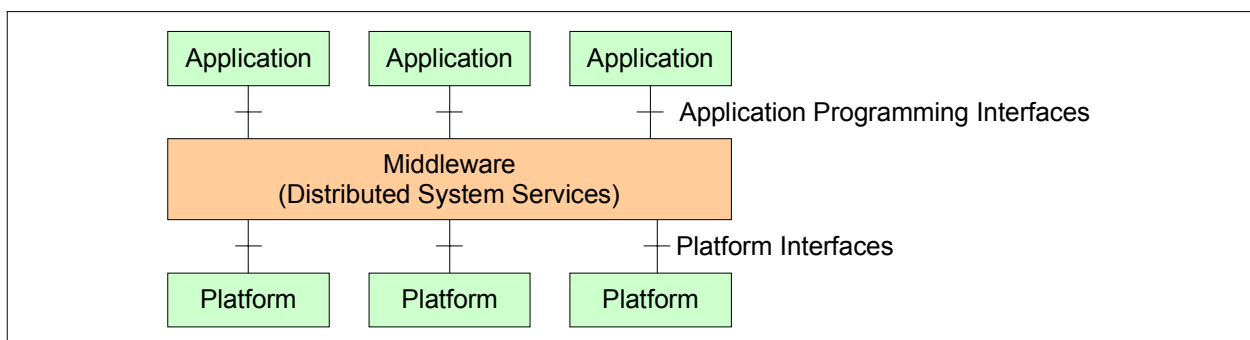 Application Application Application
Application Programming Interfaces
Middleware
(Distributed System Services)
Platform Interfaces
Platform Platform Platform